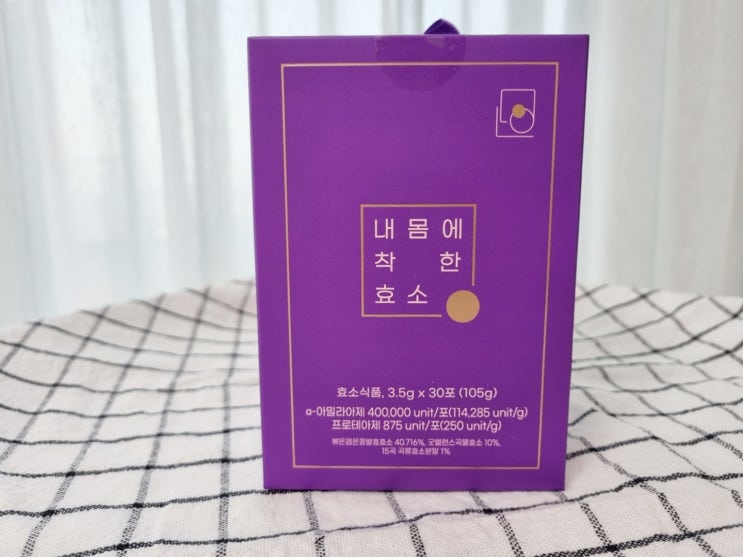 내 몸에
착 한
효소
효소식품, 3.5g x 30포 (105g)
α-아밀라아제 400,000 unit/포(114,285 unit/g)
프로테아제 875 unit/포(250 unit/g)
볶은검은콩발효효소 40.716%, 굿밸런스곡물효소 10%,
15곡 곡류효소분말 1%